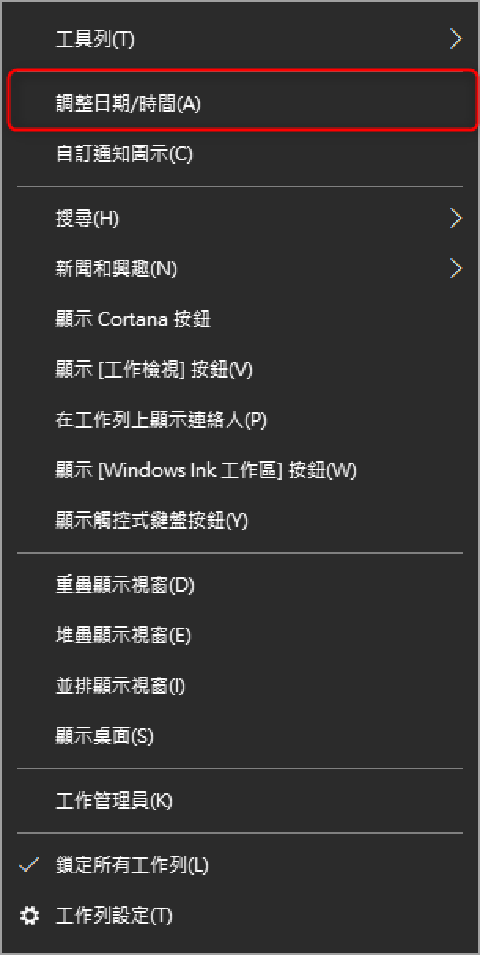 工具列(T)
調整日期/時間(A)
自訂通知圖示(C)
搜尋(H)
新聞和興趣(N)
顯示 Cortana 按鈕
顯示 [工作檢視] 按鈕(V)
在工作列上顯示連絡人(P)
顯示 [Windows Ink 工作區] 按鈕(W)
顯示觸控式鍵盤按鈕(Y)
重疊顯示視窗(D)
堆疊顯示視窗(E)
並排顯示視窗(I)
顯示桌面(S)
工作管理員(K)
鎖定所有工作列(L)
工作列設定(T)